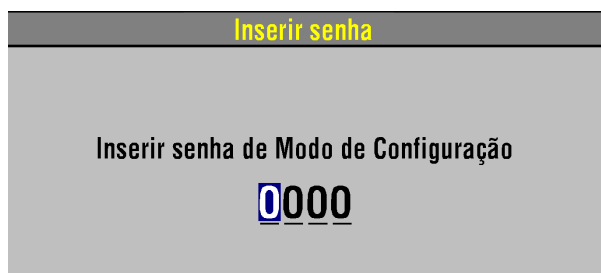 Inserir senha
Inserir senha de Modo de Configuração
0000